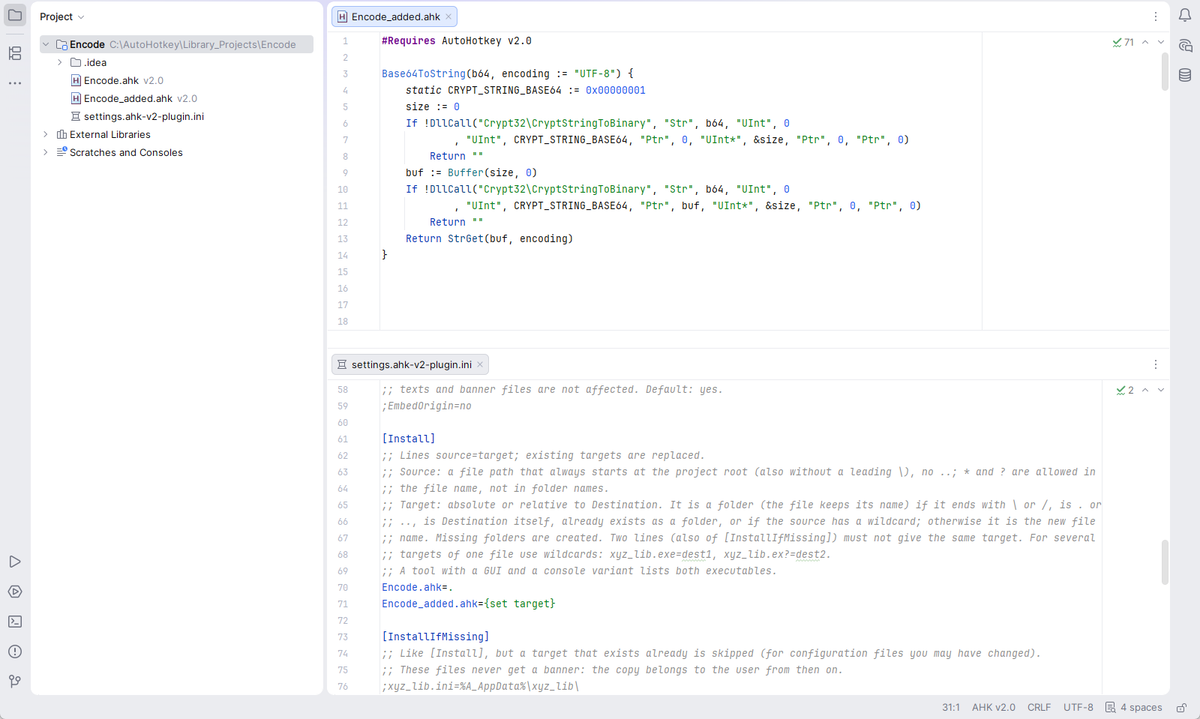 Project
Encode C:\AutoHotkey\Library_Projects\Encode
.idea
Encode.ahk v2.0
Encode_added.ahk v2.0
settings.ahk-v2-plugin.ini
External Libraries
Scratches and Consoles
Encode_added.ahk
71
1 #Requires AutoHotkey v2.0
2
3 Base64ToString(b64, encoding := "UTF-8") {
4 static CRYPT_STRING_BASE64 := 0x00000001
5 size := 0
6 If !DllCall("Crypt32\CryptStringToBinary", "Str", b64, "UInt", 0
7 , "UInt", CRYPT_STRING_BASE64, "Ptr", 0, "UInt*", &size, "Ptr", 0, "Ptr", 0)
8 Return ""
9 buf := Buffer(size, 0)
10 If !DllCall("Crypt32\CryptStringToBinary", "Str", b64, "UInt", 0
11 , "UInt", CRYPT_STRING_BASE64, "Ptr", buf, "UInt*", &size, "Ptr", 0, "Ptr", 0)
12 Return ""
13 Return StrGet(buf, encoding)
14 }
15
16
17
18
settings.ahk-v2-plugin.ini
2
58 ;; texts and banner files are not affected. Default: yes.
59 ;EmbedOrigin=no
60
61 [Install]
62 ;; Lines source=target; existing targets are replaced.
63 ;; Source: a file path that always starts at the project root (also without a leading \), no ..; * and ? are allowed in
64 ;; the file name, not in folder names.
65 ;; Target: absolute or relative to Destination. It is a folder (the file keeps its name) if it ends with \ or /, is . or
66 ;; .., is Destination itself, already exists as a folder, or if the source has a wildcard; otherwise it is the new file
67 ;; name. Missing folders are created. Two lines (also of [InstallIfMissing]) must not give the same target. For several
68 ;; targets of one file use wildcards: xyz_lib.exe=dest1, xyz_lib.ex?=dest2.
69 ;; A tool with a GUI and a console variant lists both executables.
70 Encode.ahk=.
71 Encode_added.ahk={set target}
72
73 [InstallIfMissing]
74 ;; Like [Install], but a target that exists already is skipped (for configuration files you may have changed).
75 ;; These files never get a banner: the copy belongs to the user from then on.
76 ;xyz_lib.ini=%A_AppData%\xyz_lib\
31:1 AHK v2.0 CRLF UTF-8 4 spaces